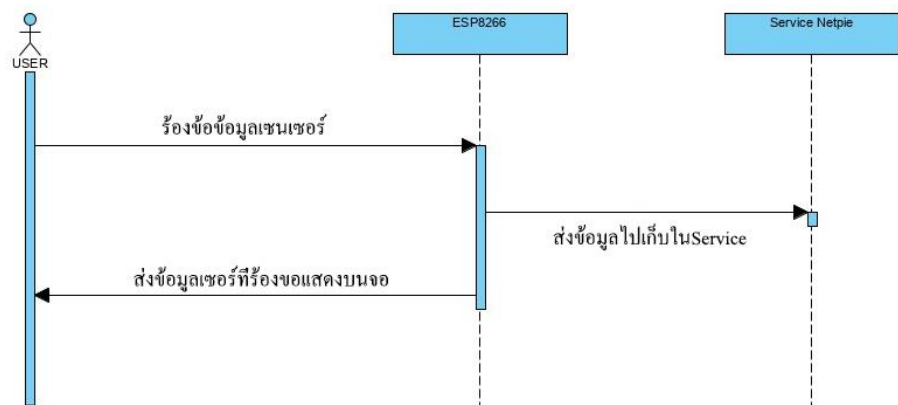 ESP8266
Service Netpie
USER
ร้องข้อข้อมูลเซนเซอร์
ส่งข้อมูลไปเก็บในService
ส่งข้อมูลเซอร์ที่ร้องขอแสดงบนจอ